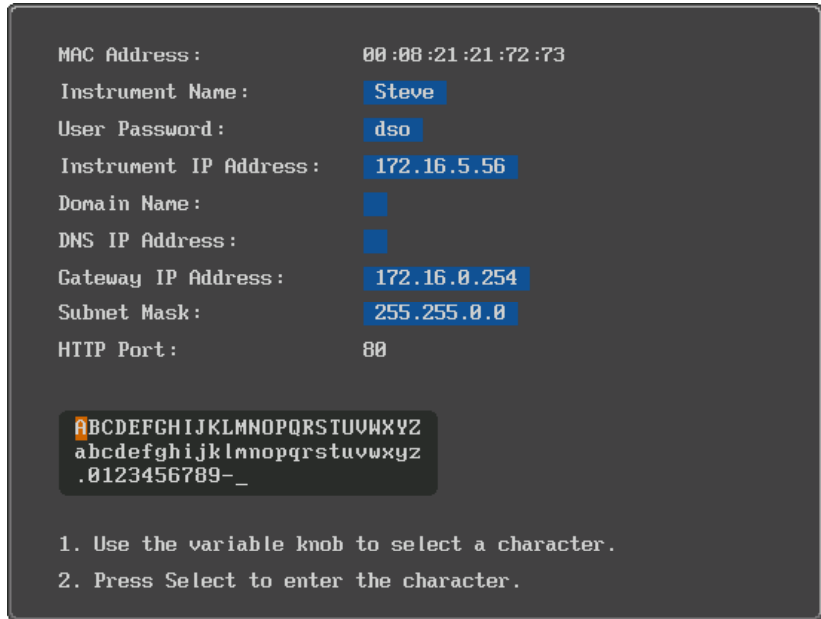 MAC Address: 00:08:21:21:72:73
Instrument Name: Steve
User Password: dso
Instrument IP Address: 172.16.5.56
Domain Name:
DNS IP Address:
Gateway IP Address: 172.16.0.254
Subnet Mask: 255.255.0.0
HTTP Port: 80
ABCDEFGHIJKLMNOPQRSTUVWXYZ
abcdefghijklmnopqrstuvwxyz
.0123456789-_
1. Use the variable knob to select a character.
2. Press Select to enter the character.